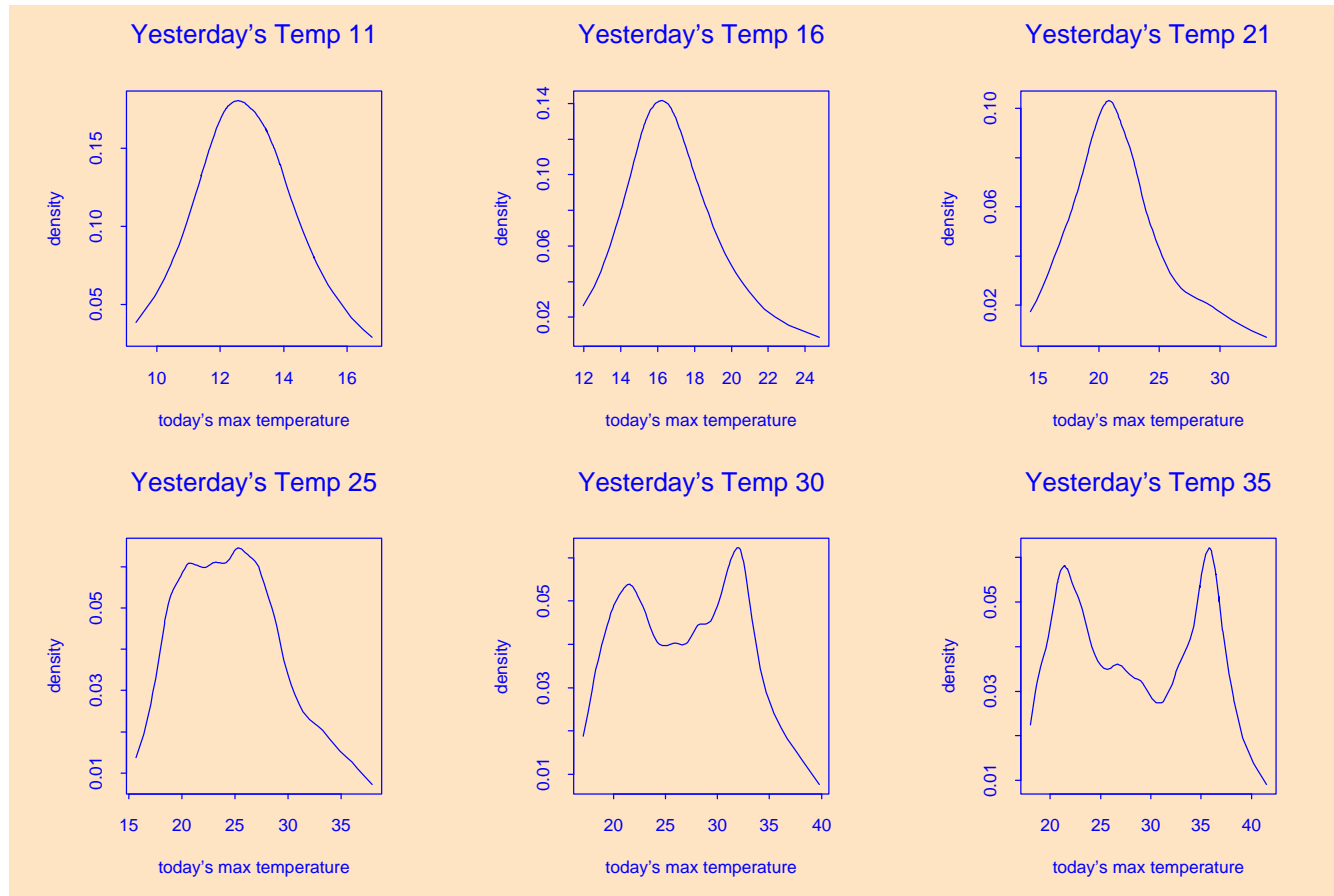 Yesterday's Temp 11
density
0.05 0.10 0.15
10 12 14 16
today's max temperature
Yesterday's Temp 16
density
0.02 0.06 0.10 0.14
12 14 16 18 20 22 24
today's max temperature
Yesterday's Temp 21
density
0.02 0.06 0.10
15 20 25 30
today's max temperature
Yesterday's Temp 25
density
0.01 0.03 0.05
15 20 25 30 35
today's max temperature
Yesterday's Temp 30
density
0.01 0.03 0.05
20 25 30 35 40
today's max temperature
Yesterday's Temp 35
density
0.01 0.03 0.05
20 25 30 35 40
today's max temperature